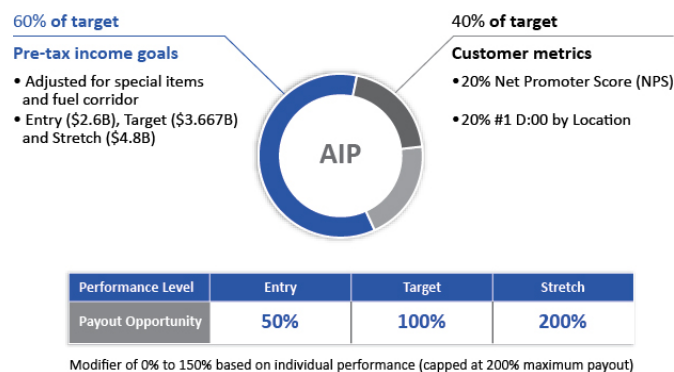 60% of target
Pre-tax income goals
• Adjusted for special items
and fuel corridor
• Entry ($2.6B), Target ($3.667B)
and Stretch ($4.8B)
40% of target
Customer metrics
•20% Net Promoter Score (NPS)
•20% #1 D:00 by Location
AIP
Performance Level Entry Target Stretch
Payout Opportunity 50% 100% 200%
Modifier of 0% to 150% based on individual performance (capped at 200% maximum payout)